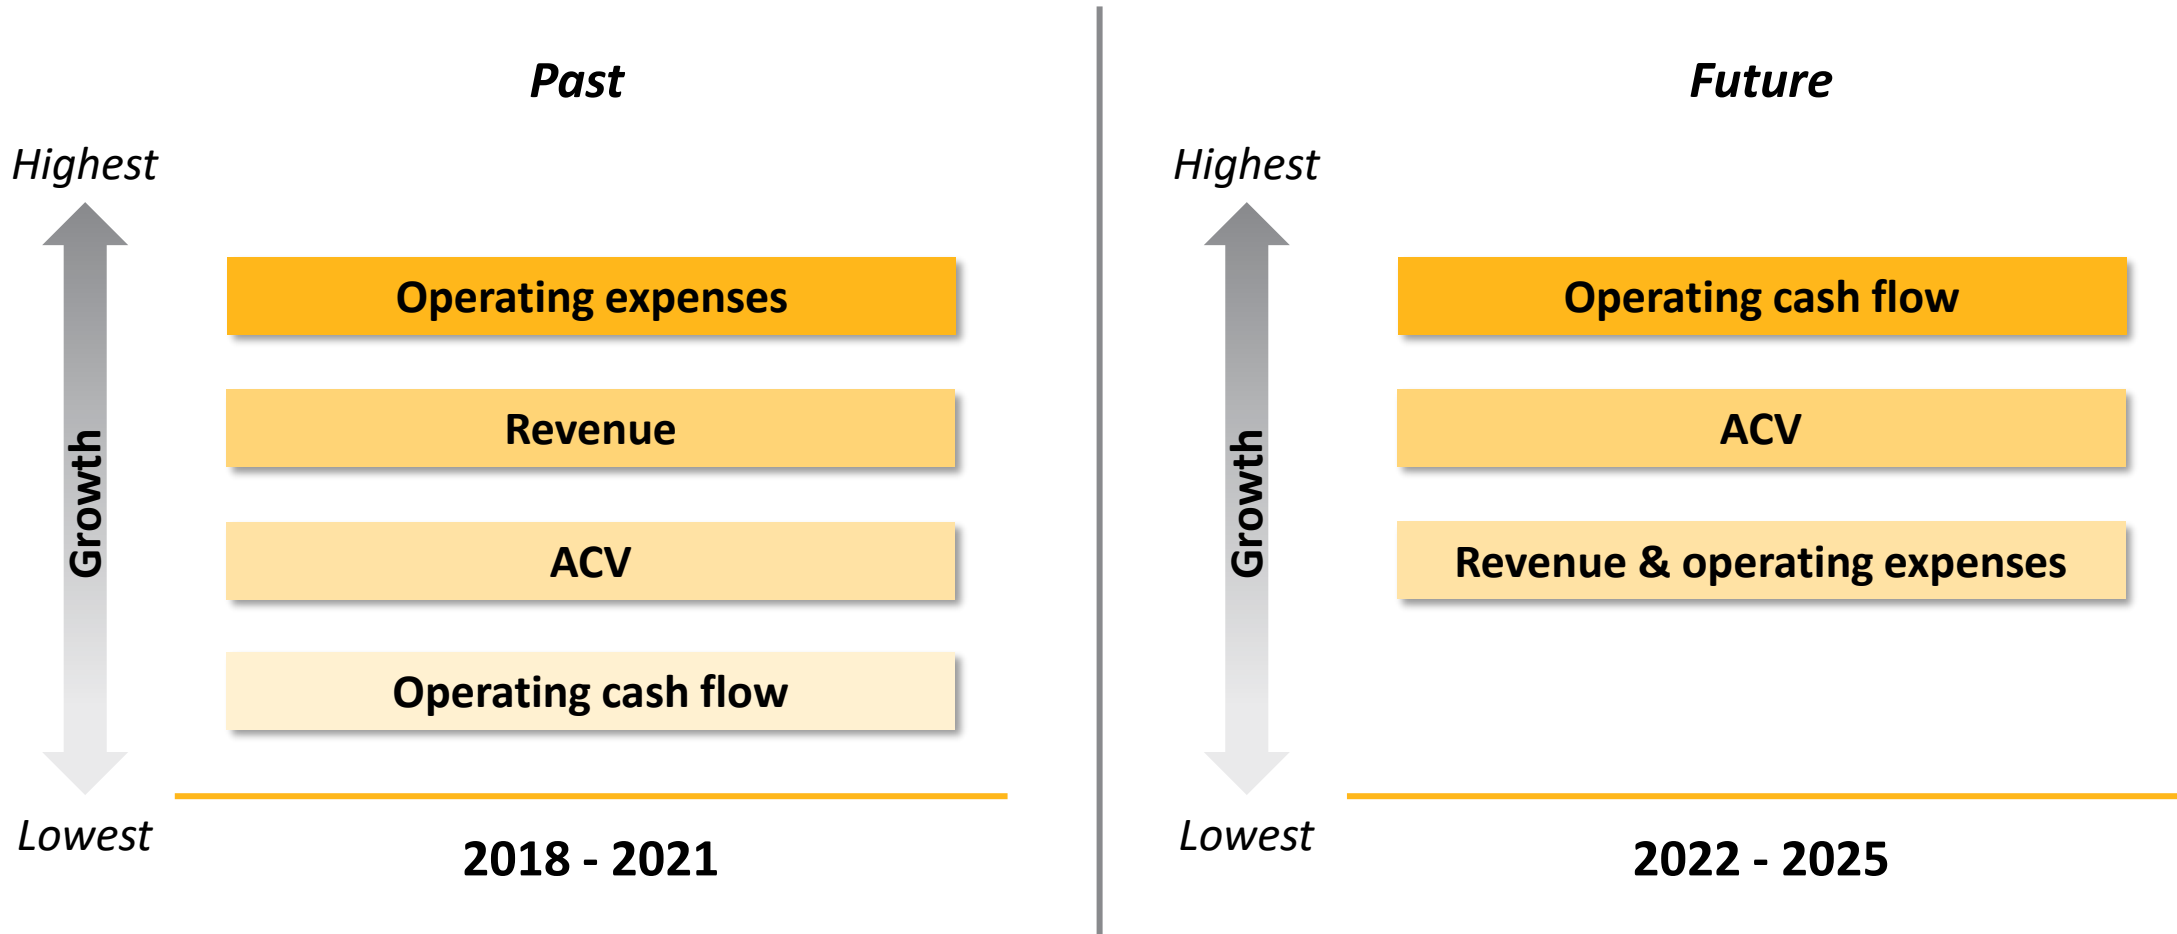 Past
Highest
Growth
Operating expenses
Revenue
ACV
Operating cash flow
Lowest
2018 - 2021
Future
Highest
Growth
Operating cash flow
ACV
Revenue & operating expenses
Lowest
2022 - 2025